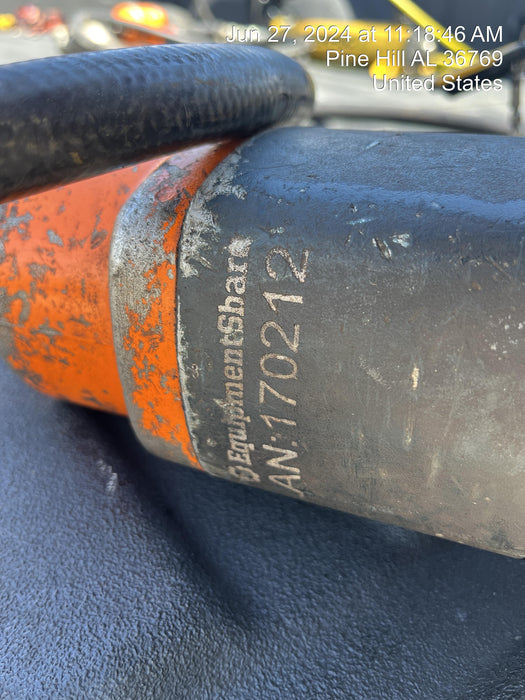 Jun 27, 2024 at 11:18:46 AM
Pine Hill AL 36769
United States
EquipmentShare
AN:170212